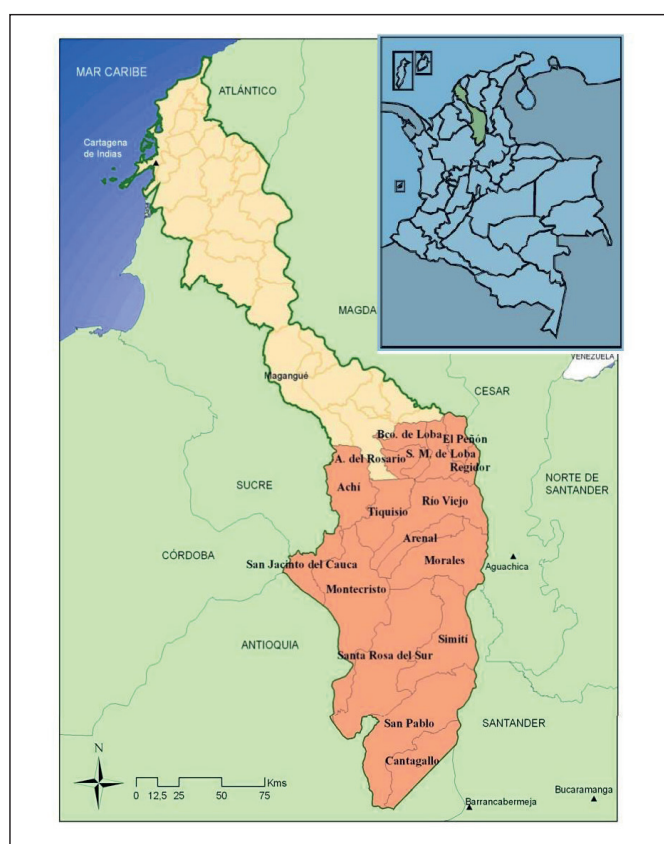 MAR CARIBE
ATLÁNTICO
Cartagena
de Indias
MAGDA
VENEZUELA
Magangué
CESAR
Bco. de Loba
El Peñón
A. del Rosario
S. M. de Loba
Regidor
Achí
NORTE DE
SANTANDER
SUCRE
Río Viejo
Tiquisio
Arenal
CÓRDOBA
San Jacinto del Cauca
Morales
Aguachica
Montecristo
ANTIOQUIA
Simití
Santa Rosa del Sur
San Pablo
SANTANDER
Cantagallo
N
Kms
0 12,5 25 50 75
Bucaramanga
Barrancabermeja